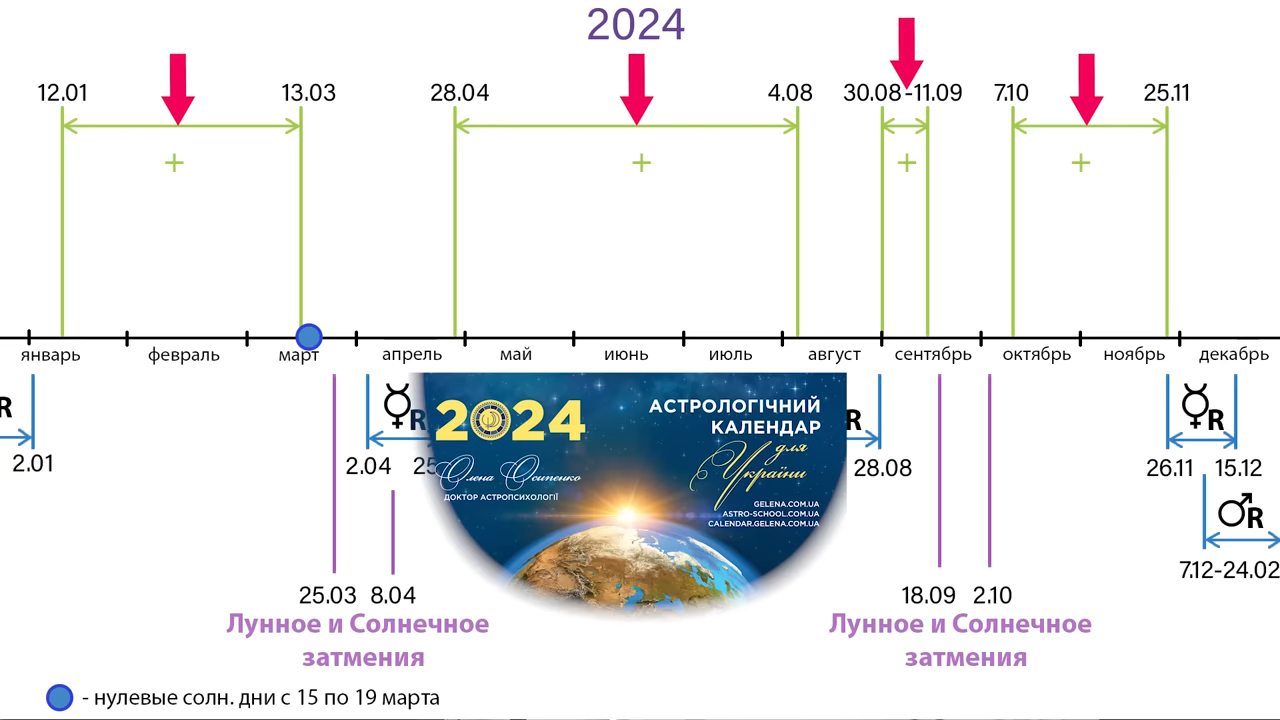 2024
12.01 13.03 28.04 4.08 30.08-11.09 7.10 25.11
+ + + +
январь февраль март апрель май июнь июль август сентябрь октябрь ноябрь декабрь
R ☿R R ☿R
2.01 2.04 25 28.08 26.11 15.12
♂R
7.12-24.02
2024
Олена Осипенко
ДОКТОР АСТРОПСИХОЛОГІЇ
АСТРОЛОГІЧНИЙ
КАЛЕНДАР
для
України
GELENA.COM.UA
ASTRO-SCHOOL.COM.UA
CALENDAR.GELENA.COM.UA
25.03 8.04 18.09 2.10
Лунное и Солнечное
затмения
Лунное и Солнечное
затмения
- нулевые солн. дни с 15 по 19 марта